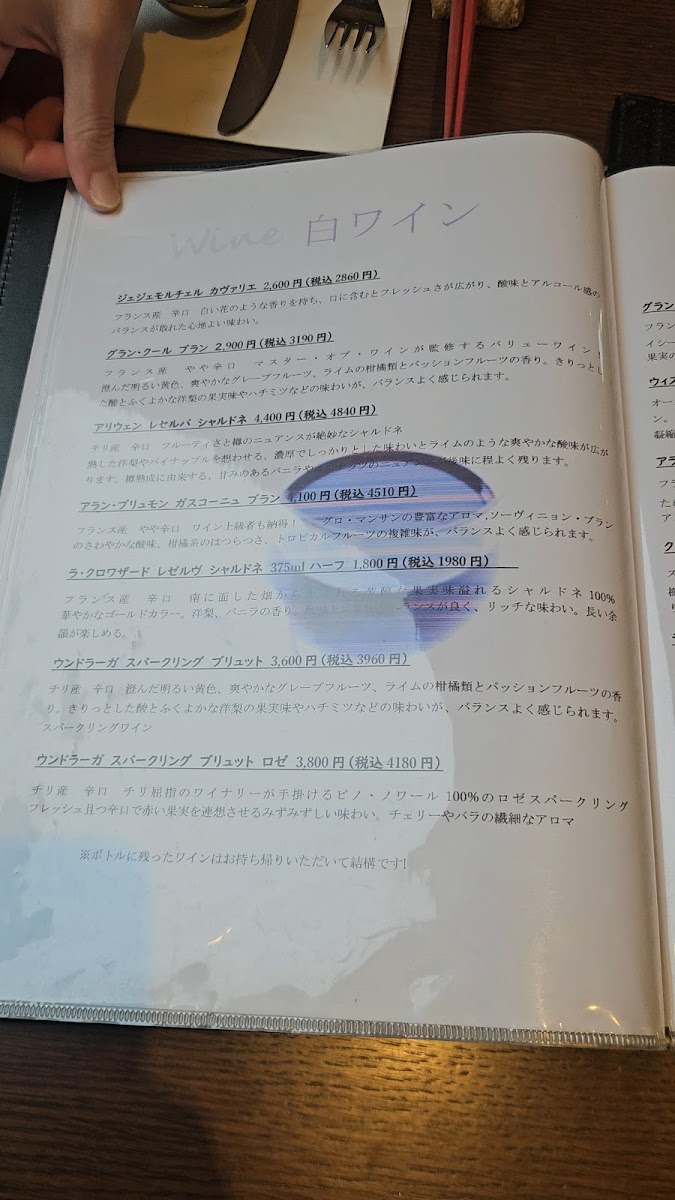 Wine 白ワイン
ジェジェモルチェル カヴァリエ 2,600円(税込2860円)
フランス産 辛口 白い花のような香りを持ち、口に含むとフレッシュさが広がり、酸味とアルコール感の
バランスが取れた心地よい味わい。
グラン・クール ブラン 2,900円(税込3190円)
フランス産 やや辛口 マスター・オブ・ワインが監修するバリューワイン!
澄んだ明るい黄色、爽やかなグレープフルーツ、ライムの柑橘類とパッションフルーツの香り。きりっとし
た酸とふくよかな洋梨の果実味やハチミツなどの味わいが、バランスよく感じられます。
アリウェン レゼルバ シャルドネ 4,400円(税込4840円)
チリ産 辛口 フルーティさと樽のニュアンスが絶妙なシャルドネ
熟した洋梨やパイナップルを想わせる、濃厚でしっかりとした味わいとライムのような爽やかな酸味が広が
ります。樽熟成に由来する、甘みのあるバニラや のニュアンスが後味に程よく残ります。
アラン・ブリュモン ガスコーニュ ブラン 4,100円(税込4510円)
フランス産 やや辛口 ワイン上級者も納得! グロ・マンサンの豊富なアロマ,ソーヴィニョン・ブラン
のさわやかな酸味、柑橘系のはつらつさ、トロピカルフルーツの複雑味が、バランスよく感じられます。
ラ・クロワザード レゼルヴ シャルドネ 375ml ハーフ 1,800円(税込1980円)
フランス産 辛口 南に面した畑から 果実味溢れるシャルドネ100%
華やかなゴールドカラー。洋梨、バニラの香り。 バランスが良く、リッチな味わい。長い余
韻が楽しめる。
ウンドラーガ スパークリング ブリュット 3,600円(税込3960円)
チリ産 辛口 澄んだ明るい黄色、爽やかなグレープフルーツ、ライムの柑橘類とパッションフルーツの香
り。きりっとした酸とふくよかな洋梨の果実味やハチミツなどの味わいが、バランスよく感じられます。
スパークリングワイン
ウンドラーガ スパークリング ブリュット ロゼ 3,800円(税込4180円)
チリ産 辛口 チリ屈指のワイナリーが手掛けるピノ・ノワール 100%のロゼスパークリング
フレッシュ且つ辛口で赤い果実を連想させるみずみずしい味わい。チェリーやバラの繊細なアロマ
※ボトルに残ったワインはお持ち帰りいただいて結構です!